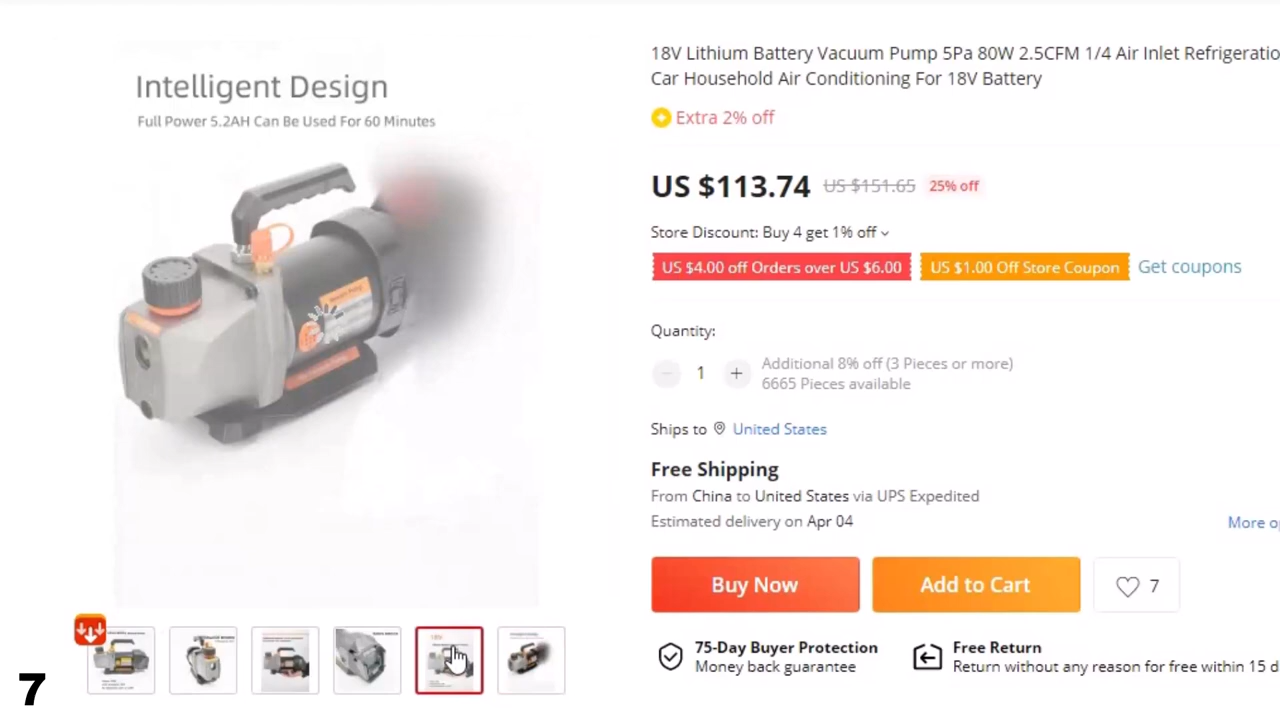 Intelligent Design
Full Power 5.2AH Can Be Used For 60 Minutes
18V Lithium Battery Vacuum Pump 5Pa 80W 2.5CFM 1/4 Air Inlet Refrigeratio
Car Household Air Conditioning For 18V Battery
Extra 2% off
US $113.74 US $151.65 25% off
Store Discount: Buy 4 get 1% off
US $4.00 off Orders over US $6.00 US $1.00 Off Store Coupon Get coupons
Quantity:
1
Additional 8% off (3 Pieces or more)
6665 Pieces available
Ships to United States
Free Shipping
From China to United States via UPS Expedited
Estimated delivery on Apr 04
More op
Buy Now Add to Cart 7
75-Day Buyer Protection
Money back guarantee
Free Return
Return without any reason for free within 15 d
18V
7